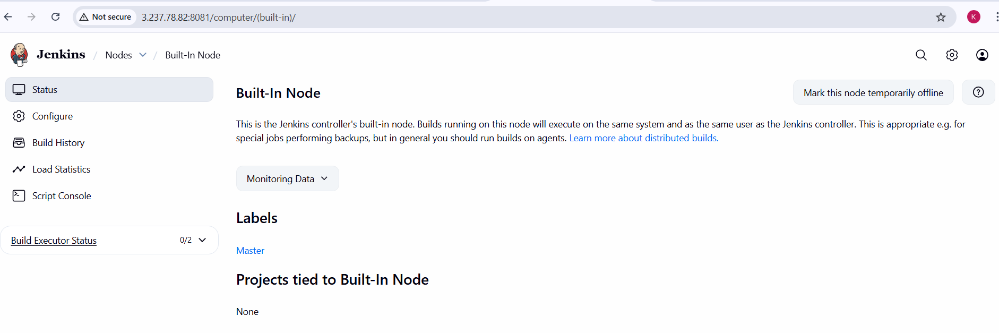 Not secure 3.237.78.82:8081/computer/(built-in)/ K
Jenkins / Nodes / Built-In Node
Status
Configure
Build History
Load Statistics
Script Console
Build Executor Status 0/2
Built-In Node
Mark this node temporarily offline
This is the Jenkins controller's built-in node. Builds running on this node will execute on the same system and as the same user as the Jenkins controller. This is appropriate e.g. for
special jobs performing backups, but in general you should run builds on agents. Learn more about distributed builds.
Monitoring Data
Labels
Master
Projects tied to Built-In Node
None